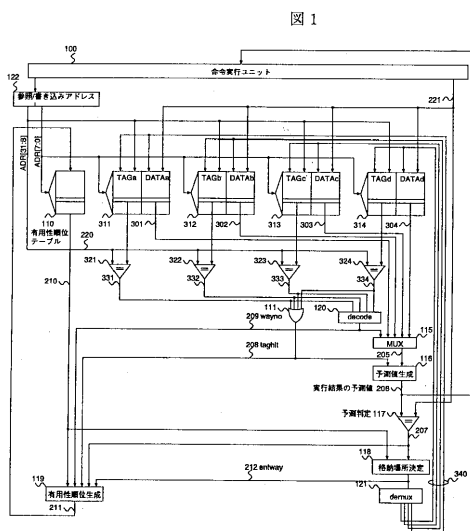 図 1
100
命令実行ユニット
122
参照/書き込みアドレス
221
ADR[31:8]
ADR[7:0]
TAGa DATAa
TAGb DATAb
TAGc DATAc
TAGd DATAd
110
311 301
312 302
313 303
314 304
有用性順位
テーブル
220
321
322
323
324
210
331
332
333
334
111
120
decode
209 wayno
115
MUX
208 taghit
205
116
予測値生成
実行結果の予測値 206
予測判定 117
207
118
212 entway
格納場所決定
340
119
121
有用性順位生成
demux
211